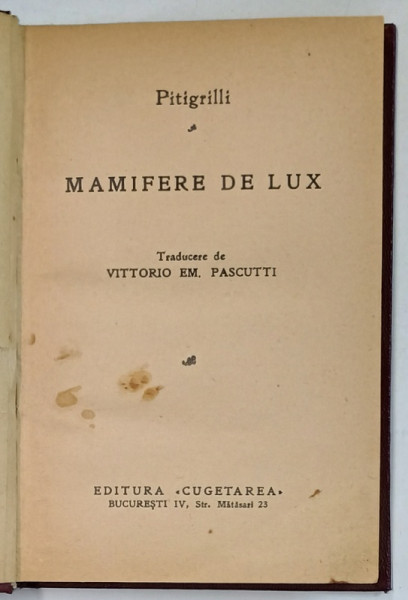 Pitigrilli
MAMIFERE DE LUX
Traducere de
VITTORIO EM. PASCUTTI
EDITURA «CUGETAREA»
BUCUREŞTI IV, Str. Mătăsari 23